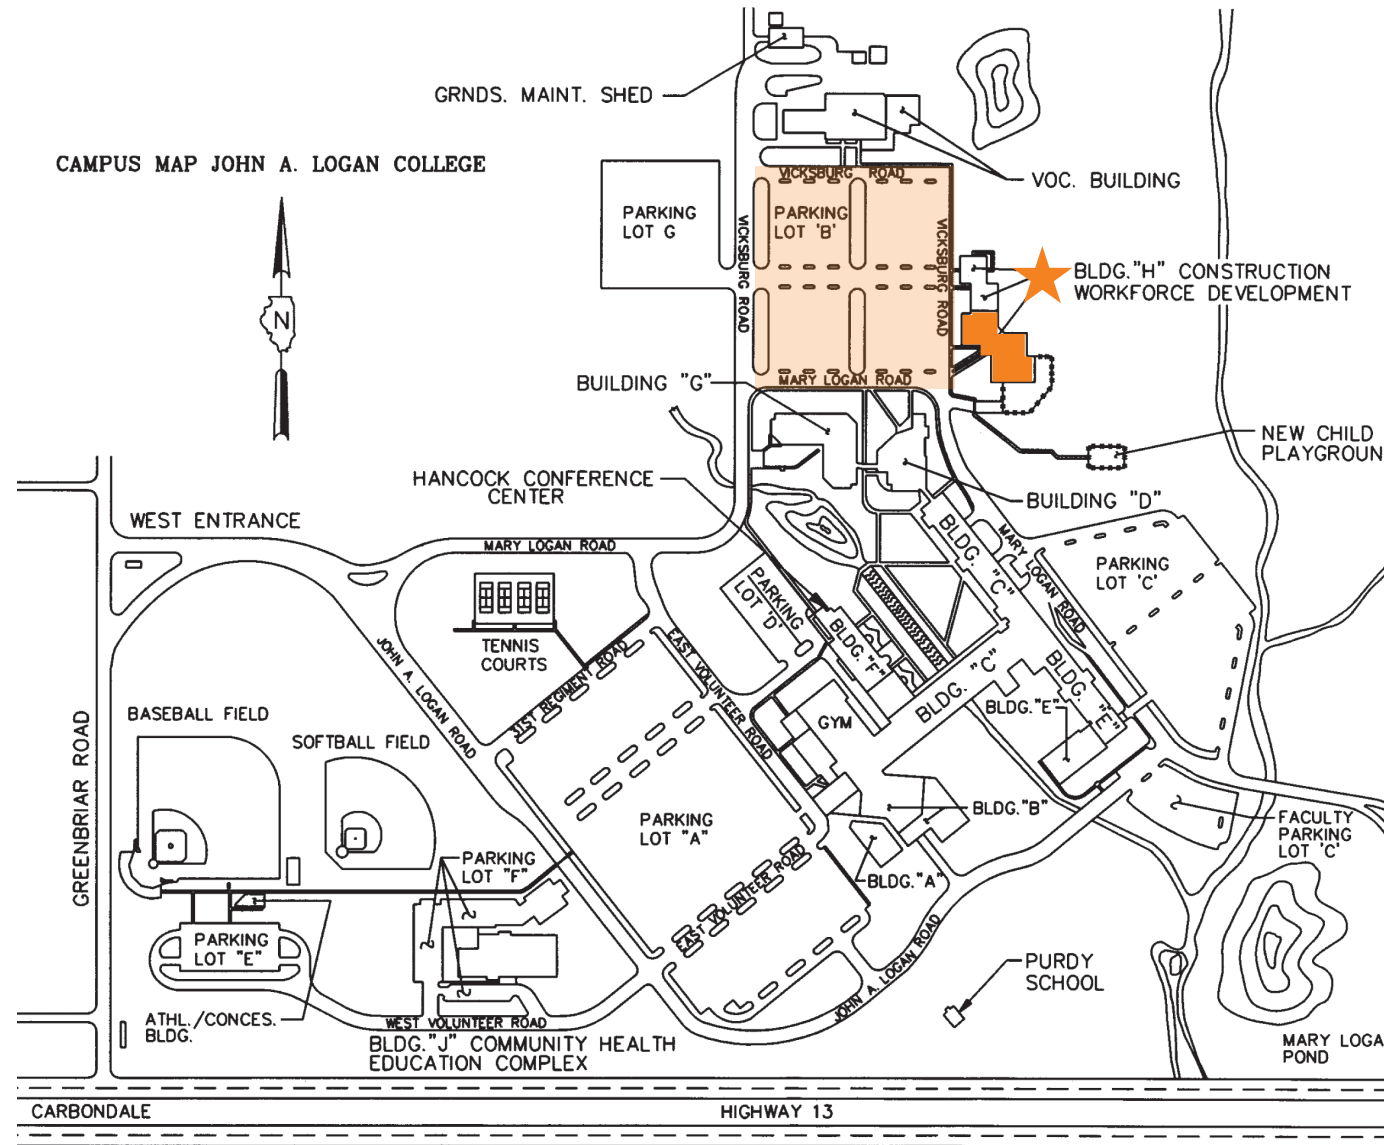 GRNDS. MAINT. SHED
CAMPUS MAP JOHN A. LOGAN COLLEGE
VOC. BUILDING
VICKSBURG ROAD
PARKING
LOT G
PARKING
LOT 'B'
VICKSBURG ROAD
VICKSBURG ROAD
BLDG."H" CONSTRUCTION
WORKFORCE DEVELOPMENT
N
MARY LOGAN ROAD
BUILDING "G"
NEW CHILD
PLAYGROUN
HANCOCK CONFERENCE
CENTER
BUILDING "D"
WEST ENTRANCE
MARY LOGAN ROAD
BLDG. "C"
MARY LOGAN ROAD
PARKING
LOT 'C'
PARKING
LOT 'D'
TENNIS
COURTS
JOHN A. LOGAN ROAD
31ST REGIMENT ROAD
EAST VOLUNTEER ROAD
BLDG. "F"
BLDG. "C"
BLDG. "E"
BLDG."E"
GYM
BASEBALL FIELD
SOFTBALL FIELD
GREENBRIAR ROAD
PARKING
LOT "A"
BLDG."B"
FACULTY
PARKING
LOT 'C'
PARKING
LOT "F"
EAST VOLUNTEER ROAD
BLDG."A"
PARKING
LOT "E"
JOHN A. LOGAN ROAD
PURDY
SCHOOL
ATHL./CONCES.
BLDG.
WEST VOLUNTEER ROAD
BLDG."J" COMMUNITY HEALTH
EDUCATION COMPLEX
MARY LOGA
POND
CARBONDALE
HIGHWAY 13